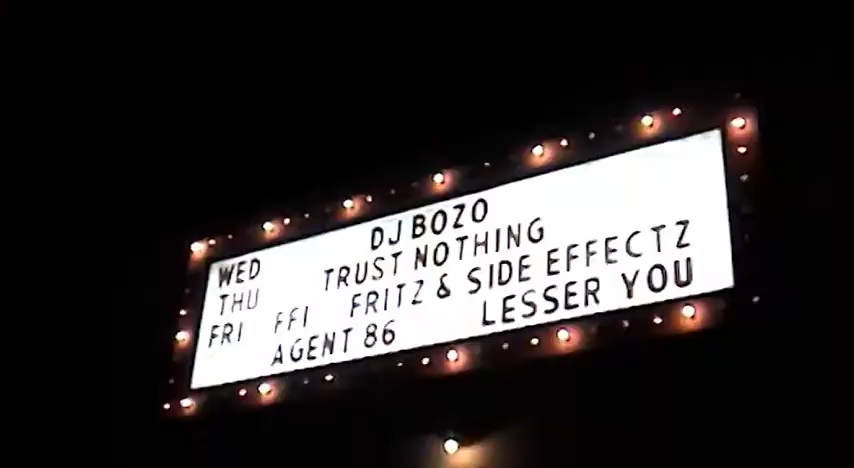 WED DJ BOZO
THU TRUST NOTHING
FRI FFI FRITZ & SIDE EFFECTZ
AGENT 86 LESSER YOU